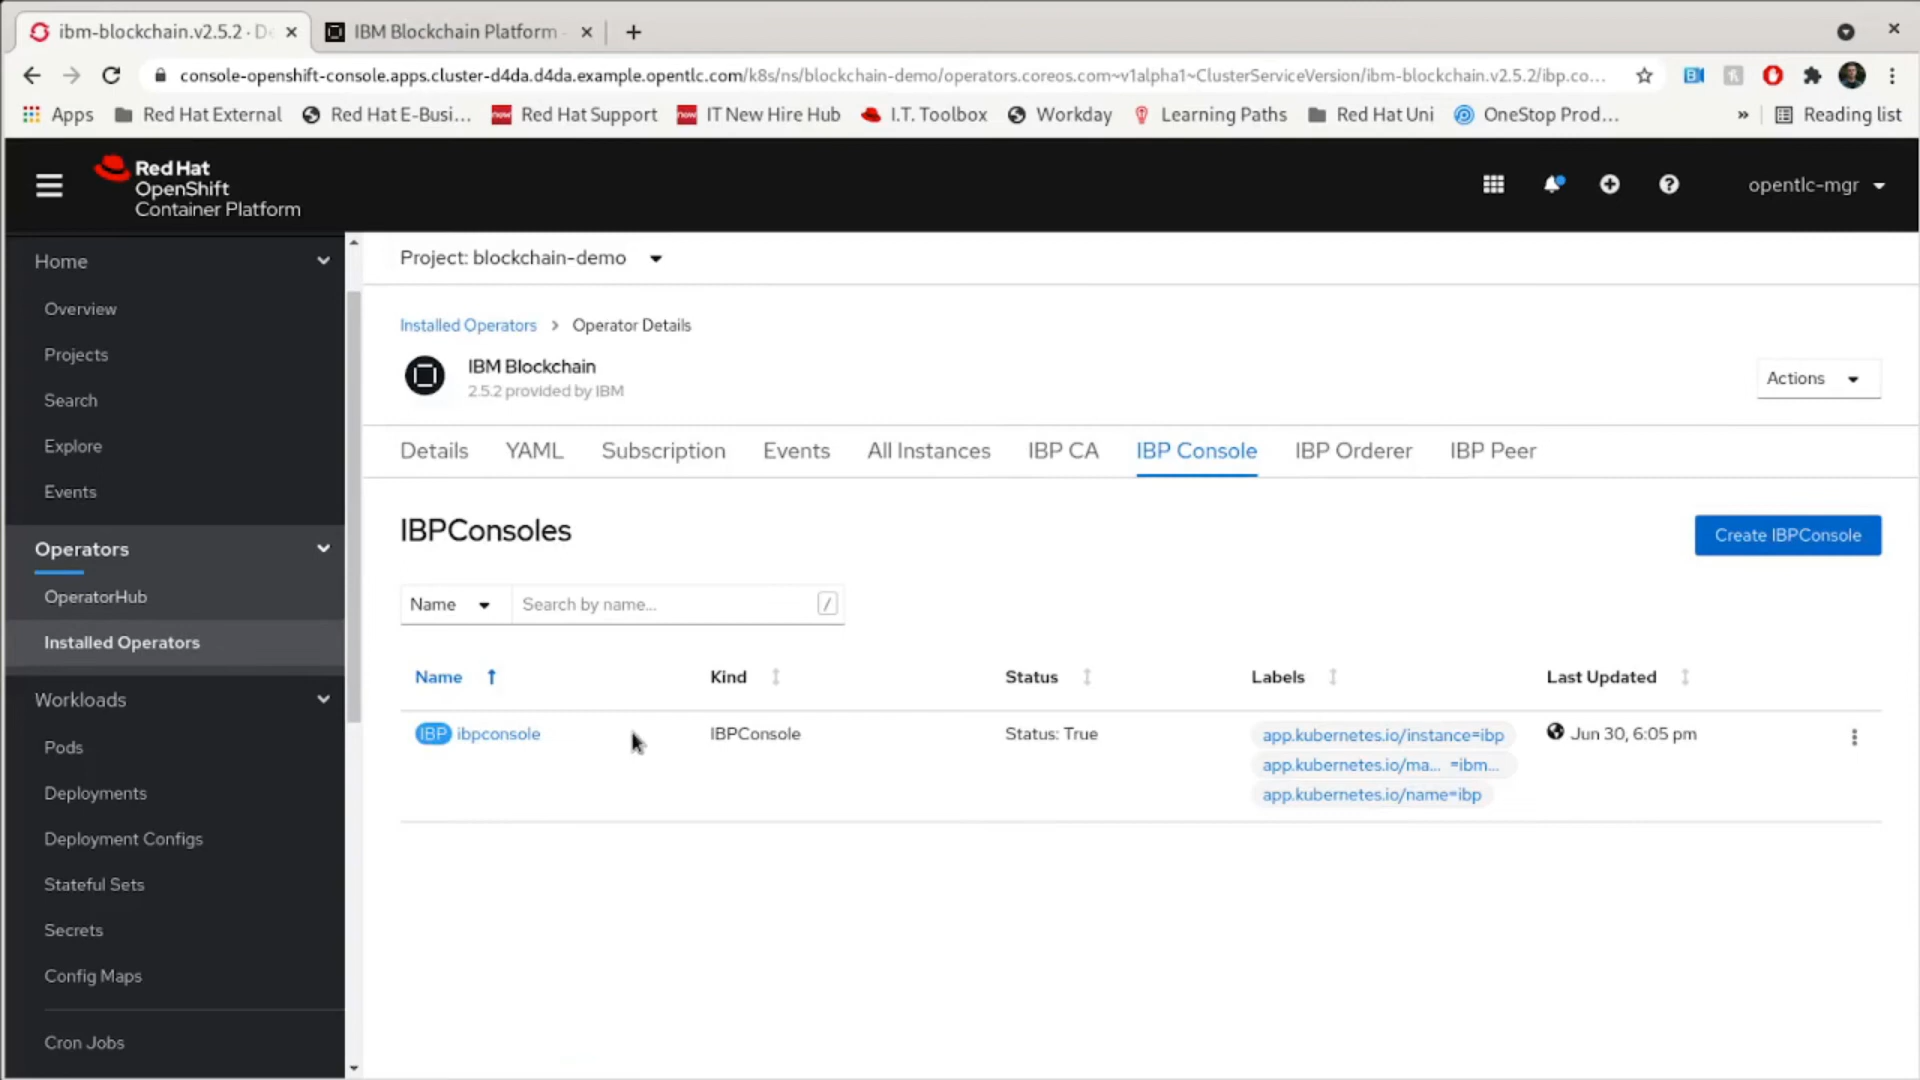 ibm-blockchain.v2.5.2 · D
IBM Blockchain Platform -
console-openshift-console.apps.cluster-d4da.d4da.example.opentlc.com/k8s/ns/blockchain-demo/operators.coreos.com~v1alpha1~ClusterServiceVersion/ibm-blockchain.v2.5.2/ibp.co...
Apps Red Hat External Red Hat E-Busi... Red Hat Support IT New Hire Hub I.T. Toolbox Workday Learning Paths Red Hat Uni OneStop Prod... » Reading list
Red Hat
OpenShift
Container Platform
opentlc-mgr
Home
Overview
Projects
Search
Explore
Events
Operators
OperatorHub
Installed Operators
Workloads
Pods
Deployments
Deployment Configs
Stateful Sets
Secrets
Config Maps
Cron Jobs
Project: blockchain-demo
Installed Operators > Operator Details
IBM Blockchain
2.5.2 provided by IBM
Actions
Details YAML Subscription Events All Instances IBP CA IBP Console IBP Orderer IBP Peer
IBPConsoles
Create IBPConsole
Name Search by name... /
Name Kind Status Labels Last Updated
IBP ibpconsole IBPConsole Status: True app.kubernetes.io/instance=ibp Jun 30, 6:05 pm
app.kubernetes.io/ma... =ibm...
app.kubernetes.io/name=ibp